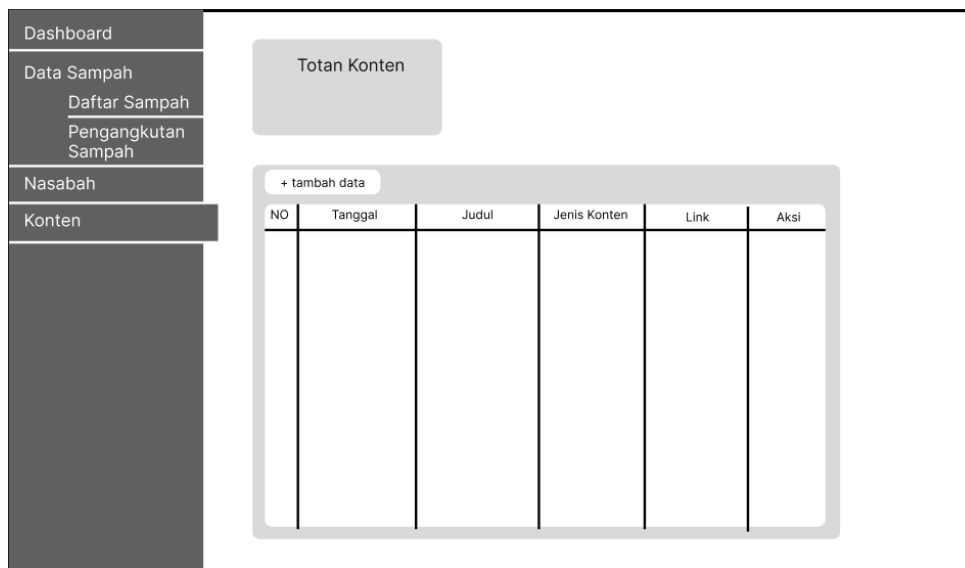 Dashboard
Data Sampah
Daftar Sampah
Pengangkutan
Sampah
Nasabah
Konten
Totan Konten
+ tambah data
NO Tanggal Judul Jenis Konten Link Aksi